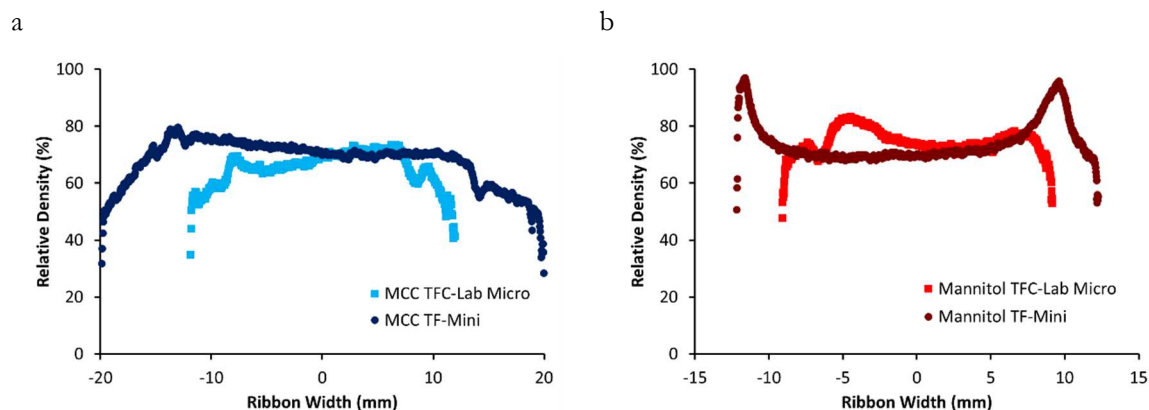 a
b
Relative Density (%)
100
80
60
40
20
0
-20
-10
0
10
20
Ribbon Width (mm)
MCC TFC-Lab Micro
MCC TF-Mini
Relative Density (%)
100
80
60
40
20
0
-15
-10
-5
0
5
10
15
Ribbon Width (mm)
Mannitol TFC-Lab Micro
Mannitol TF-Mini